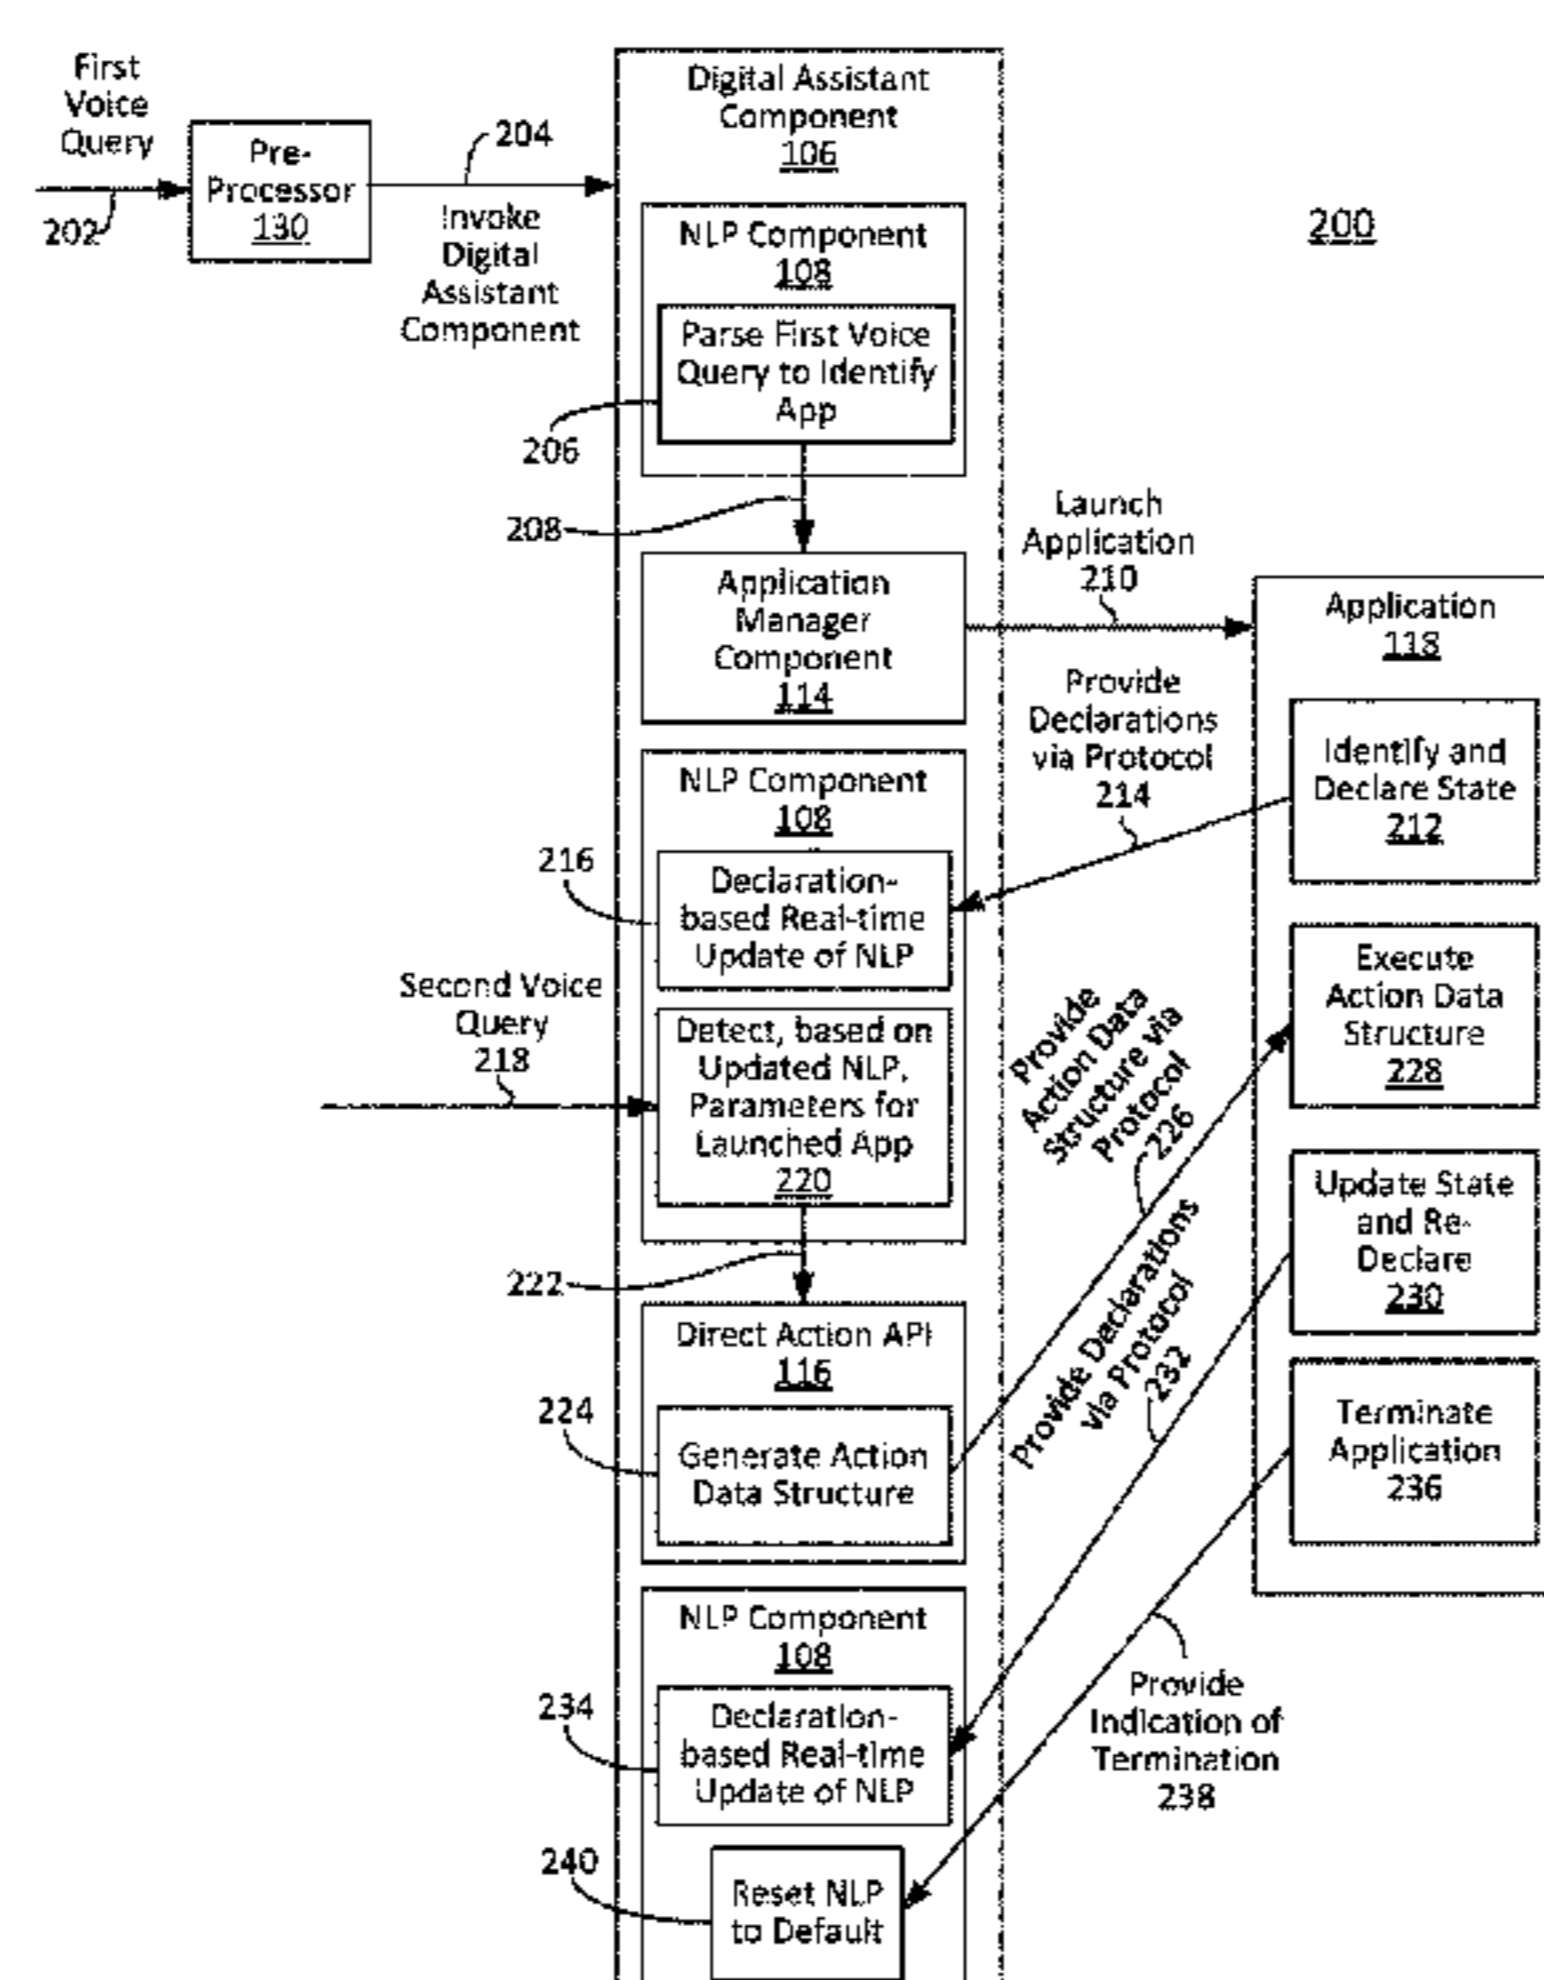 First
Voice
Query
202
Pre-
Processor
130
204
Invoke
Digital
Assistant
Component
Digital Assistant
Component
106
200
NLP Component
108
Parse First Voice
Query to Identify
App
206
208
Application
Manager
Component
114
Launch
Application
210
Application
118
Provide
Declarations
via Protocol
214
Identify and
Declare State
212
NLP Component
108
216
Declaration-
based Real-time
Update of NLP
Second Voice
Query
218
Detect, based on
Updated NLP,
Parameters for
Launched App
220
Provide
Action Data
Structure via
Protocol
226
Execute
Action Data
Structure
228
222
Direct Action API
116
224
Generate Action
Data Structure
Provide Declarations
via Protocol
232
Update State
and Re-
Declare
230
Terminate
Application
236
NLP Component
108
234
Declaration-
based Real-time
Update of NLP
Provide
Indication of
Termination
238
240
Reset NLP
to Default